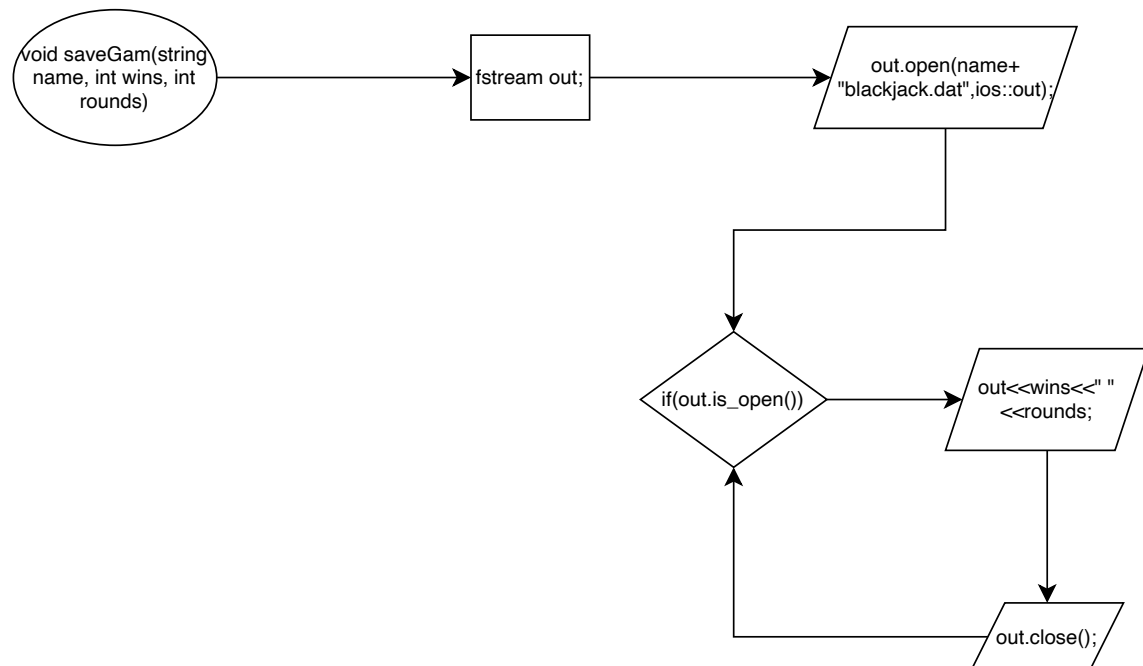 void saveGam(string
name, int wins, int
rounds)
fstream out;
out.open(name+
"blackjack.dat",ios::out);
if(out.is_open())
out<<wins<<" "
<<rounds;
out.close();